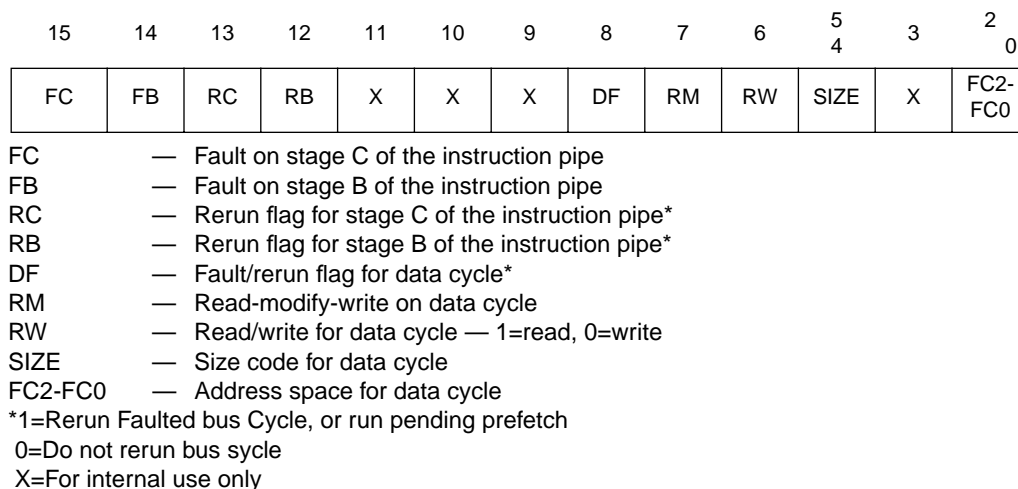 15 14 13 12 11 10 9 8 7 6 5 4 3 2 0
FC FB RC RB X X X DF RM RW SIZE X FC2-FC0
FC — Fault on stage C of the instruction pipe
FB — Fault on stage B of the instruction pipe
RC — Rerun flag for stage C of the instruction pipe*
RB — Rerun flag for stage B of the instruction pipe*
DF — Fault/rerun flag for data cycle*
RM — Read-modify-write on data cycle
RW — Read/write for data cycle — 1=read, 0=write
SIZE — Size code for data cycle
FC2-FC0 — Address space for data cycle
*1=Rerun Faulted bus Cycle, or run pending prefetch
0=Do not rerun bus sycle
X=For internal use only